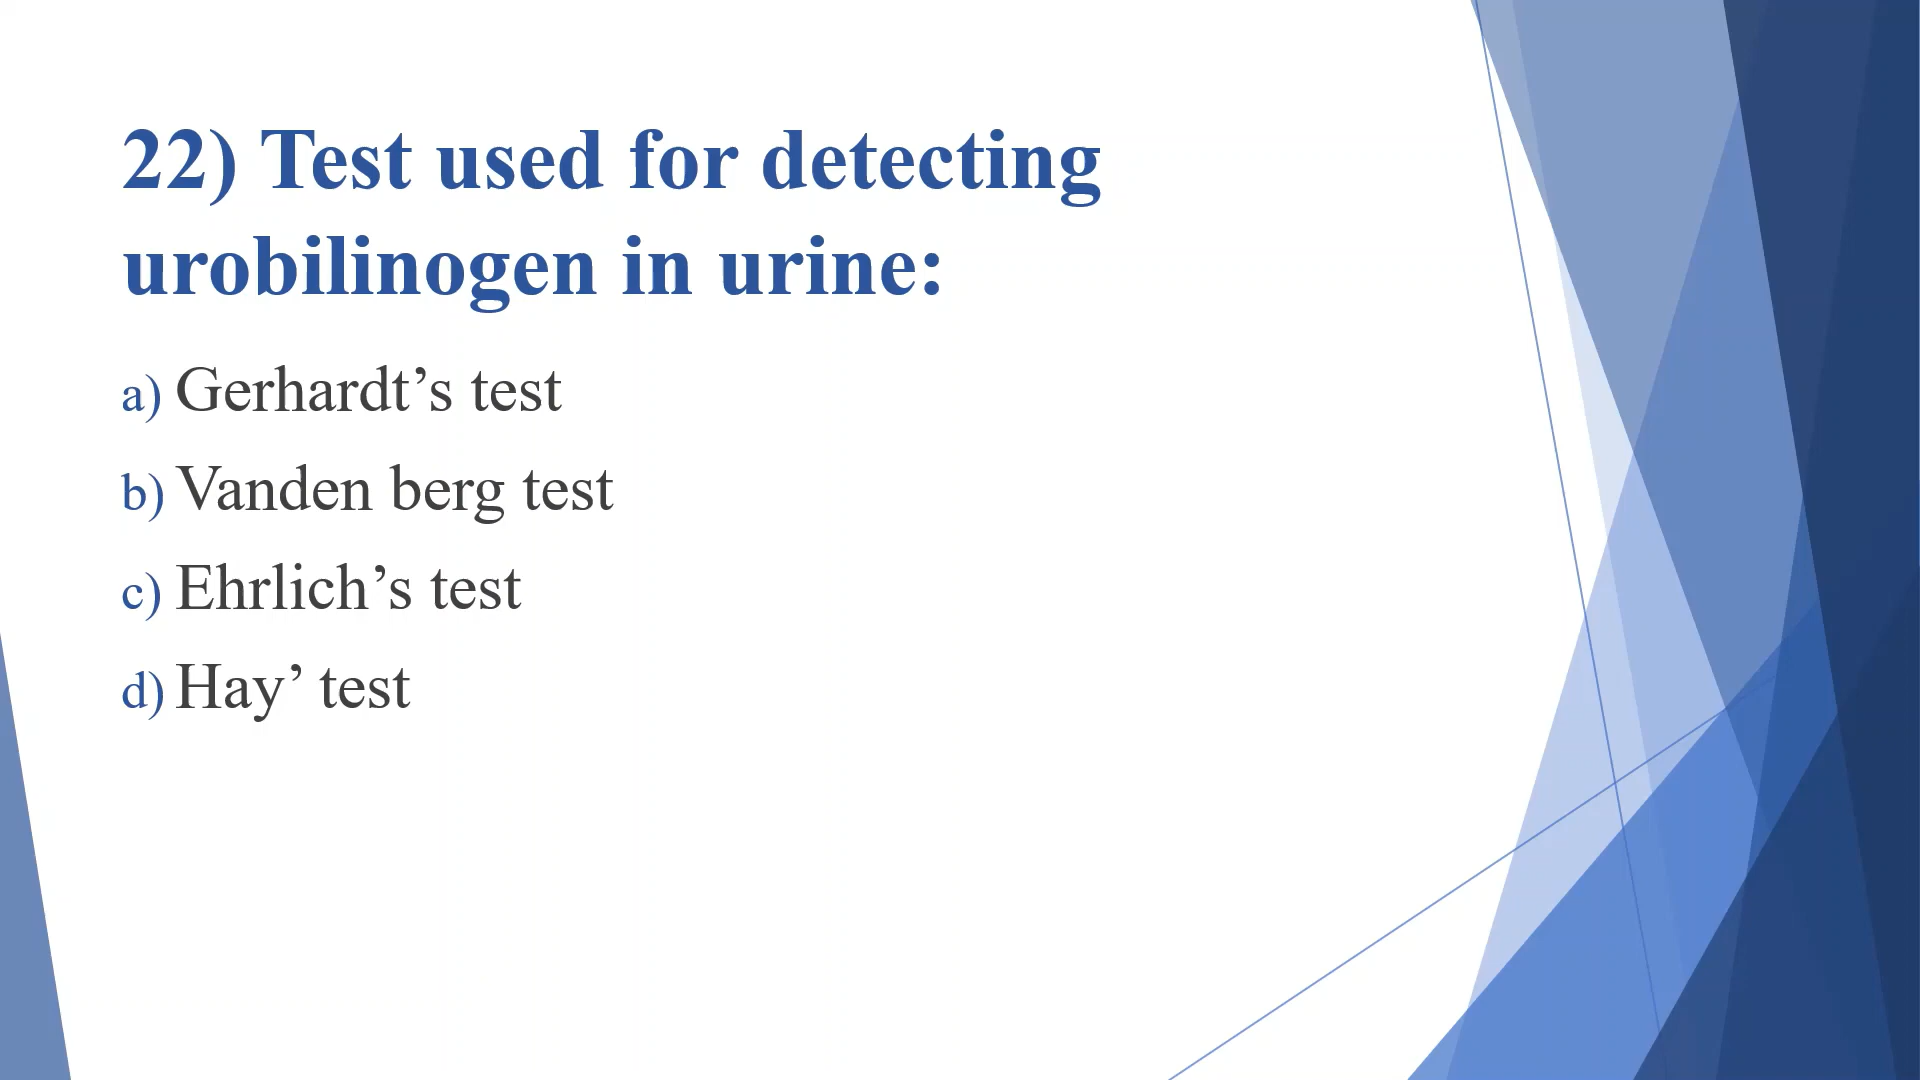 22) Test used for detecting
urobilinogen in urine:
a) Gerhardt’s test
b) Vanden berg test
c) Ehrlich’s test
d) Hay’ test